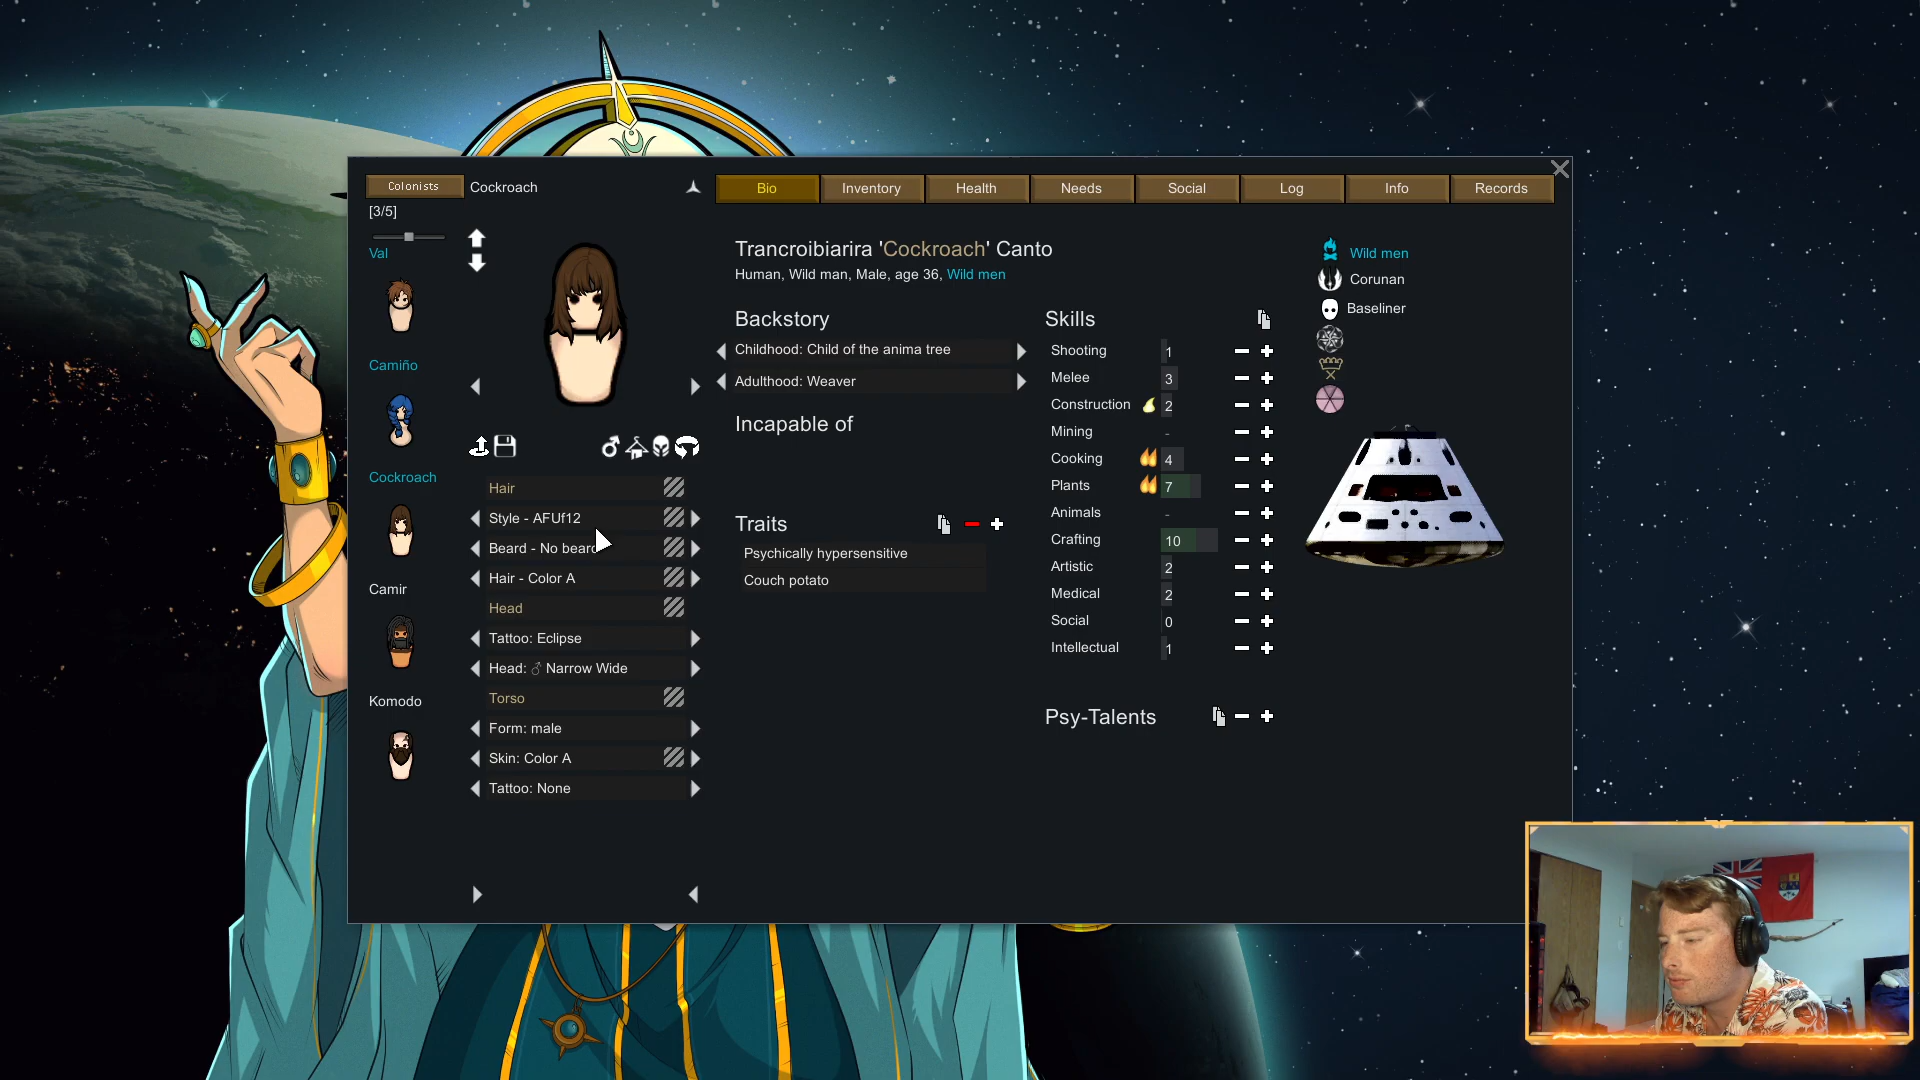 Colonists
Cockroach
[3/5]
Val
Camiño
Cockroach
Camir
Komodo
Hair
Style - AFUf12
Beard - No beard
Hair - Color A
Head
Tattoo: Eclipse
Head: ♂ Narrow Wide
Torso
Form: male
Skin: Color A
Tattoo: None
Bio
Inventory
Health
Needs
Social
Log
Info
Records
Trancroibiarira 'Cockroach' Canto
Human, Wild man, Male, age 36, Wild men
Backstory
Childhood: Child of the anima tree
Adulthood: Weaver
Incapable of
Traits
Psychically hypersensitive
Couch potato
Skills
Shooting 1
Melee 3
Construction 2
Mining -
Cooking 4
Plants 7
Animals -
Crafting 10
Artistic 2
Medical 2
Social 0
Intellectual 1
Psy-Talents
Wild men
Corunan
Baseliner